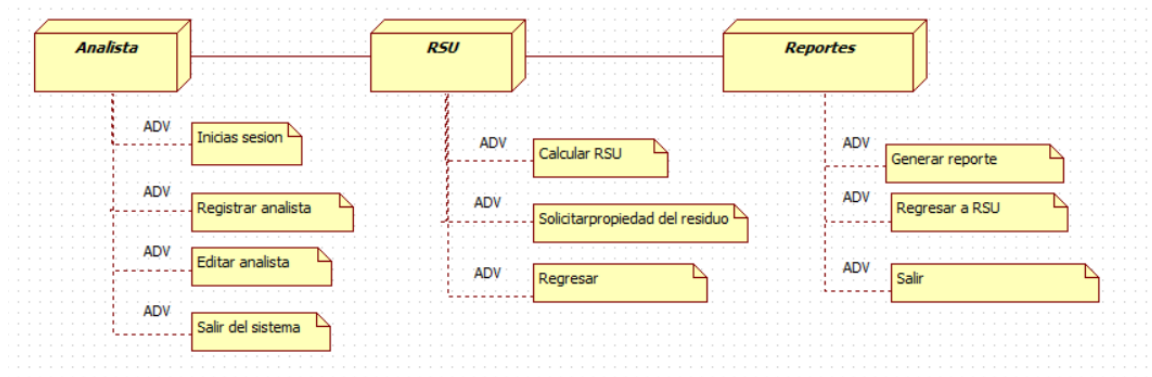 Analista
RSU
Reportes
ADV
Inicias sesion
ADV
Registrar analista
ADV
Editar analista
ADV
Salir del sistema
ADV
Calcular RSU
ADV
Solicitarpropiedad del residuo
ADV
Regresar
ADV
Generar reporte
ADV
Regresar a RSU
ADV
Salir